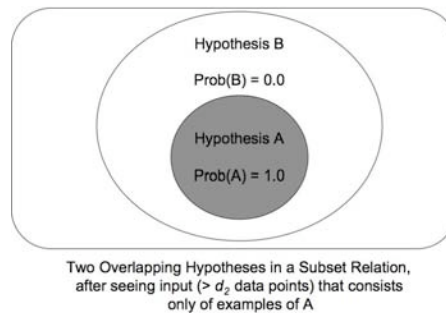 Hypothesis B
Prob(B) = 0.0
Hypothesis A
Prob(A) = 1.0
Two Overlapping Hypotheses in a Subset Relation,
after seeing input (> d₂ data points) that consists
only of examples of A